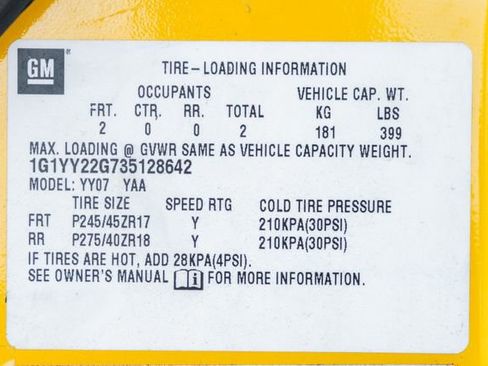 GM
TIRE-LOADING INFORMATION
OCCUPANTS VEHICLE CAP. WT.
FRT. CTR. RR. TOTAL KG LBS
2 0 0 2 181 399
MAX. LOADING @ GVWR SAME AS VEHICLE CAPACITY WEIGHT.
1G1YY22G735128642
MODEL: YY07 YAA
TIRE SIZE SPEED RTG COLD TIRE PRESSURE
FRT P245/45ZR17 Y 210KPA(30PSI)
RR P275/40ZR18 Y 210KPA(30PSI)
IF TIRES ARE HOT, ADD 28KPA(4PSI).
SEE OWNER'S MANUAL i FOR MORE INFORMATION.